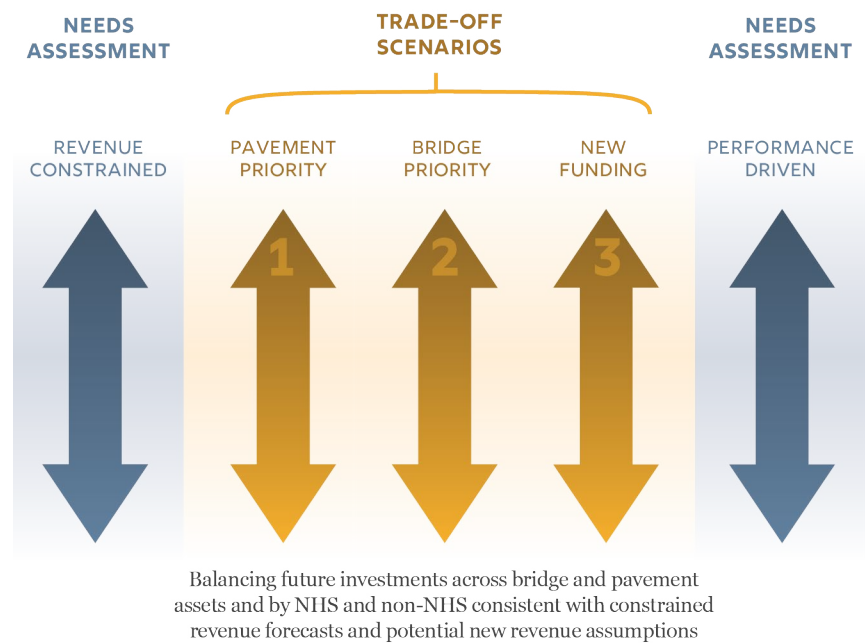 NEEDS
ASSESSMENT
TRADE-OFF
SCENARIOS
NEEDS
ASSESSMENT
REVENUE
CONSTRAINED
PAVEMENT
PRIORITY
BRIDGE
PRIORITY
NEW
FUNDING
PERFORMANCE
DRIVEN
1
2
3
Balancing future investments across bridge and pavement
assets and by NHS and non-NHS consistent with constrained
revenue forecasts and potential new revenue assumptions